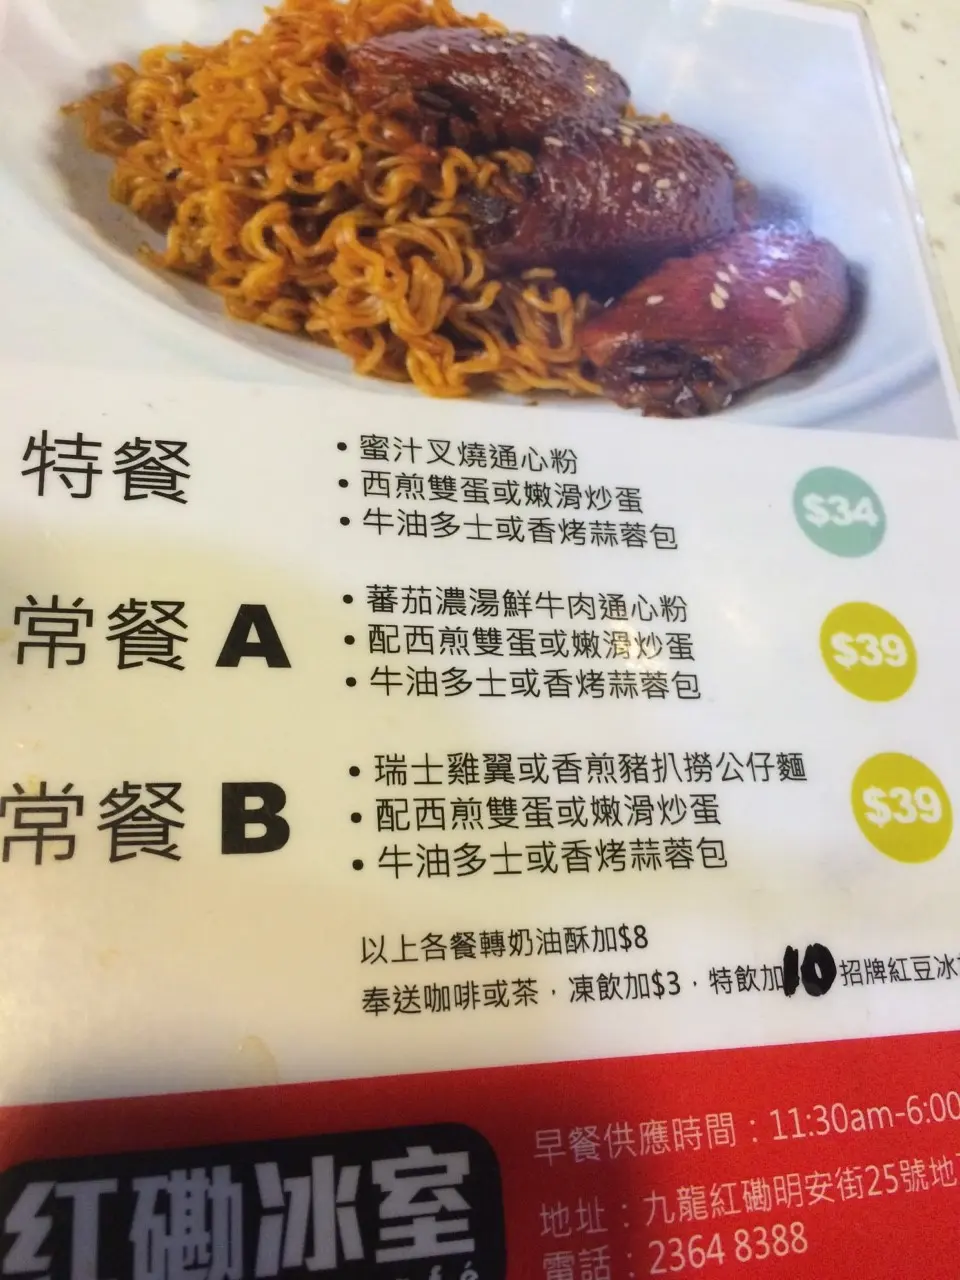 特餐
• 蜜汁叉燒通心粉
• 西煎雙蛋或嫩滑炒蛋
• 牛油多士或香烤蒜蓉包
$34
常餐 A
• 蕃茄濃湯鮮牛肉通心粉
• 配西煎雙蛋或嫩滑炒蛋
• 牛油多士或香烤蒜蓉包
$39
常餐 B
• 瑞士雞翼或香煎豬扒撈公仔麵
• 配西煎雙蛋或嫩滑炒蛋
• 牛油多士或香烤蒜蓉包
$39
以上各餐轉奶油酥加$8
奉送咖啡或茶，凍飲加$3，特飲加10 招牌紅豆冰
早餐供應時間：11:30am-6:00
地址：九龍紅磡明安街25號地
電話：2364 8388
红磡冰室